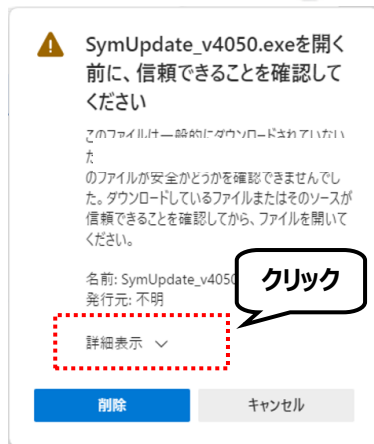 SymUpdate_v4050.exeを開く
前に、信頼できることを確認して
ください
このファイルは一般的にダウンロードされていない
た
のファイルが安全かどうかを確認できませんでし
た。ダウンロードしているファイルまたはそのソースが
信頼できることを確認してから、ファイルを開いて
ください。
名前: SymUpdate_v4050
発行元: 不明
クリック
詳細表示
削除
キャンセル